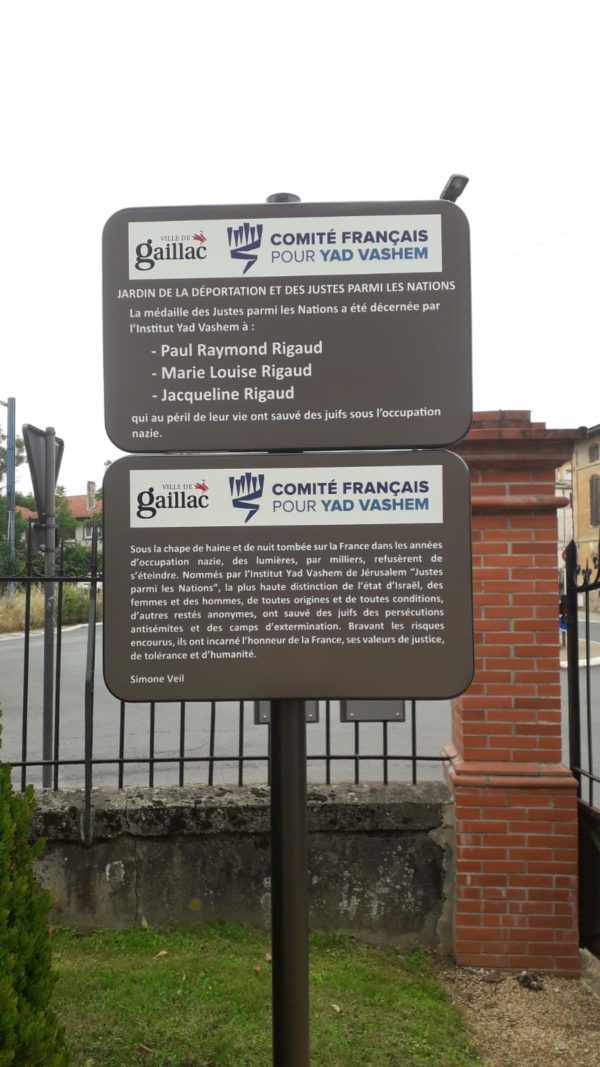 VILLE DE
gaillac
COMITÉ FRANÇAIS
POUR YAD VASHEM
JARDIN DE LA DÉPORTATION ET DES JUSTES PARMI LES NATIONS
La médaille des Justes parmi les Nations a été décernée par
l'Institut Yad Vashem à :
- Paul Raymond Rigaud
- Marie Louise Rigaud
- Jacqueline Rigaud
qui au péril de leur vie ont sauvé des juifs sous l'occupation
nazie.
VILLE DE
gaillac
COMITÉ FRANÇAIS
POUR YAD VASHEM
Sous la chape de haine et de nuit tombée sur la France dans les années
d'occupation nazie, des lumières, par milliers, refusèrent de
s'éteindre. Nommés par l'Institut Yad Vashem de Jérusalem "Justes
parmi les Nations", la plus haute distinction de l'état d'Israël, des
femmes et des hommes, de toutes origines et de toutes conditions,
d'autres restés anonymes, ont sauvé des juifs des persécutions
antisémites et des camps d'extermination. Bravant les risques
encourus, ils ont incarné l'honneur de la France, ses valeurs de justice,
de tolérance et d'humanité.
Simone Veil